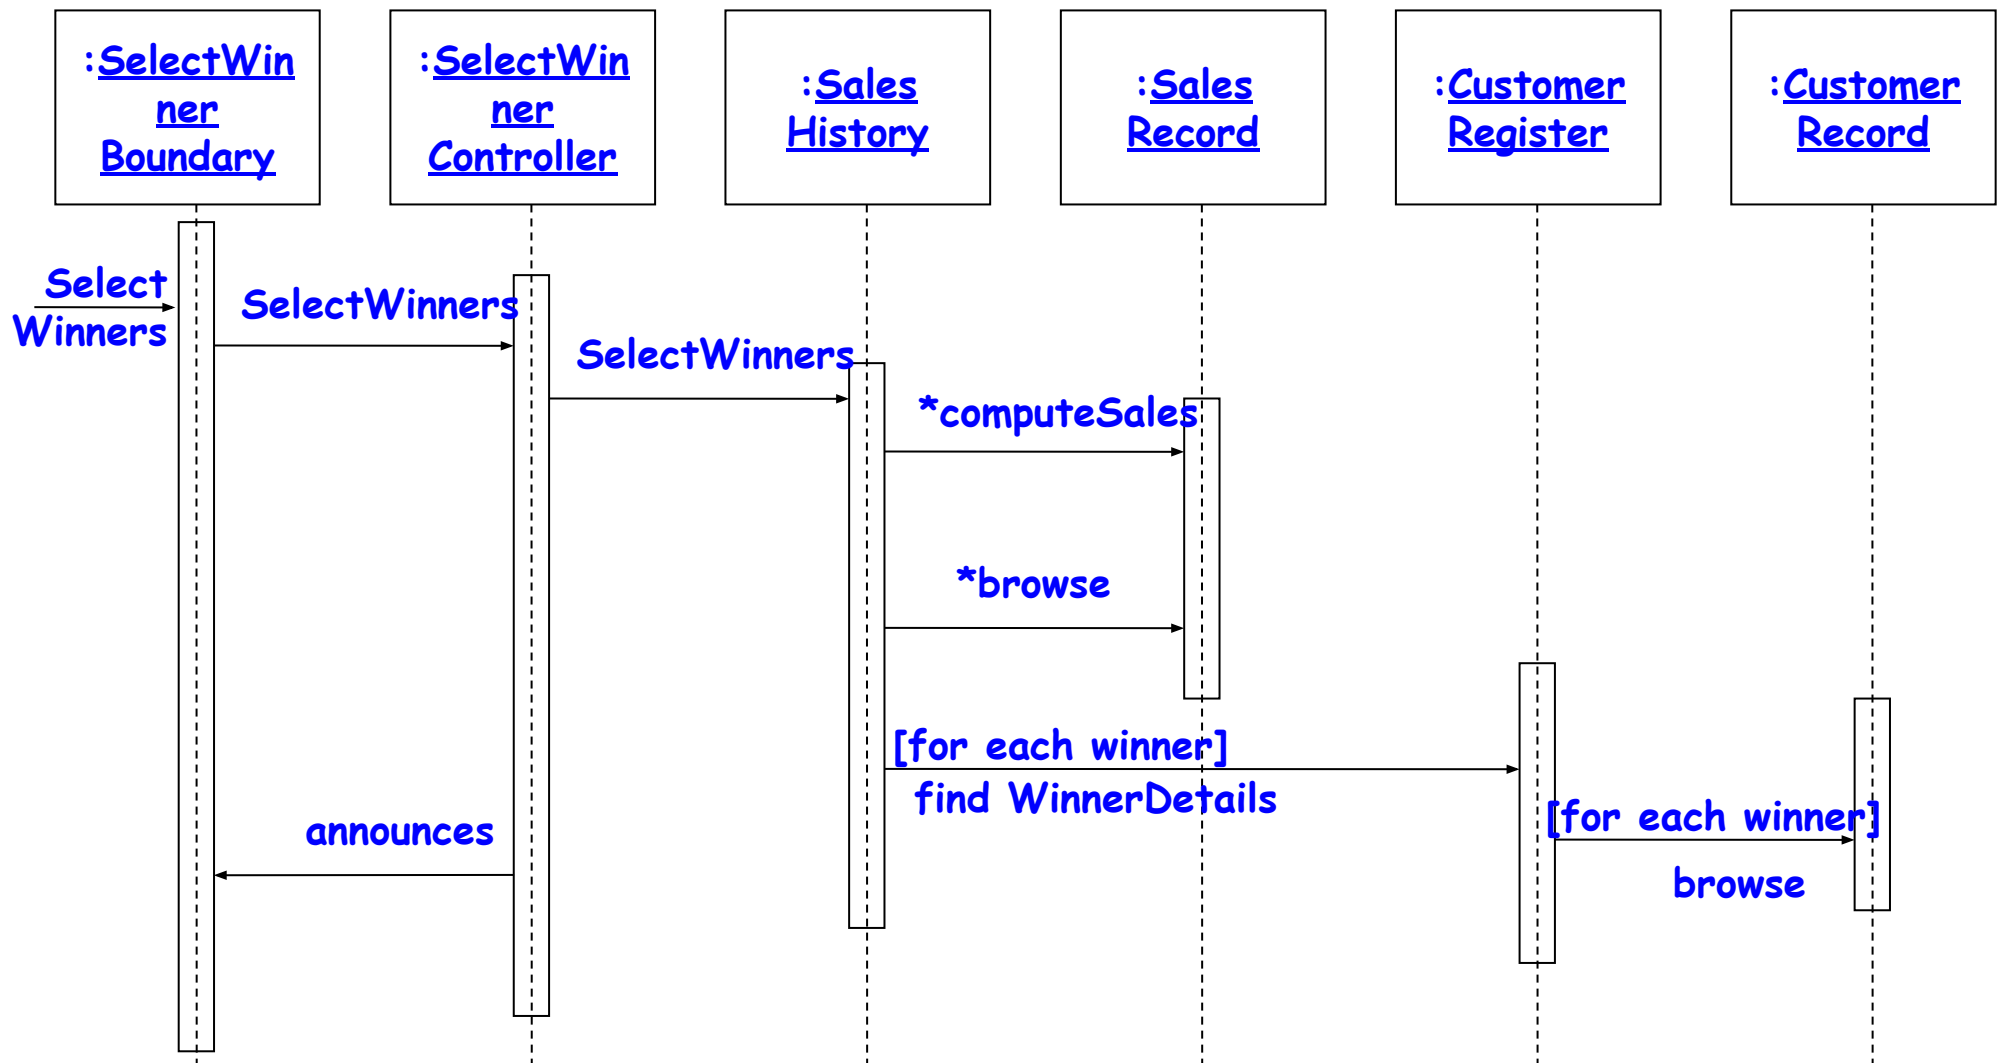 :SelectWin
ner
Boundary
:SelectWin
ner
Controller
:Sales
History
:Sales
Record
:Customer
Register
:Customer
Record
Select
Winners
SelectWinners
SelectWinners
*computeSales
*browse
[for each winner]
find WinnerDetails
[for each winner]
browse
announces